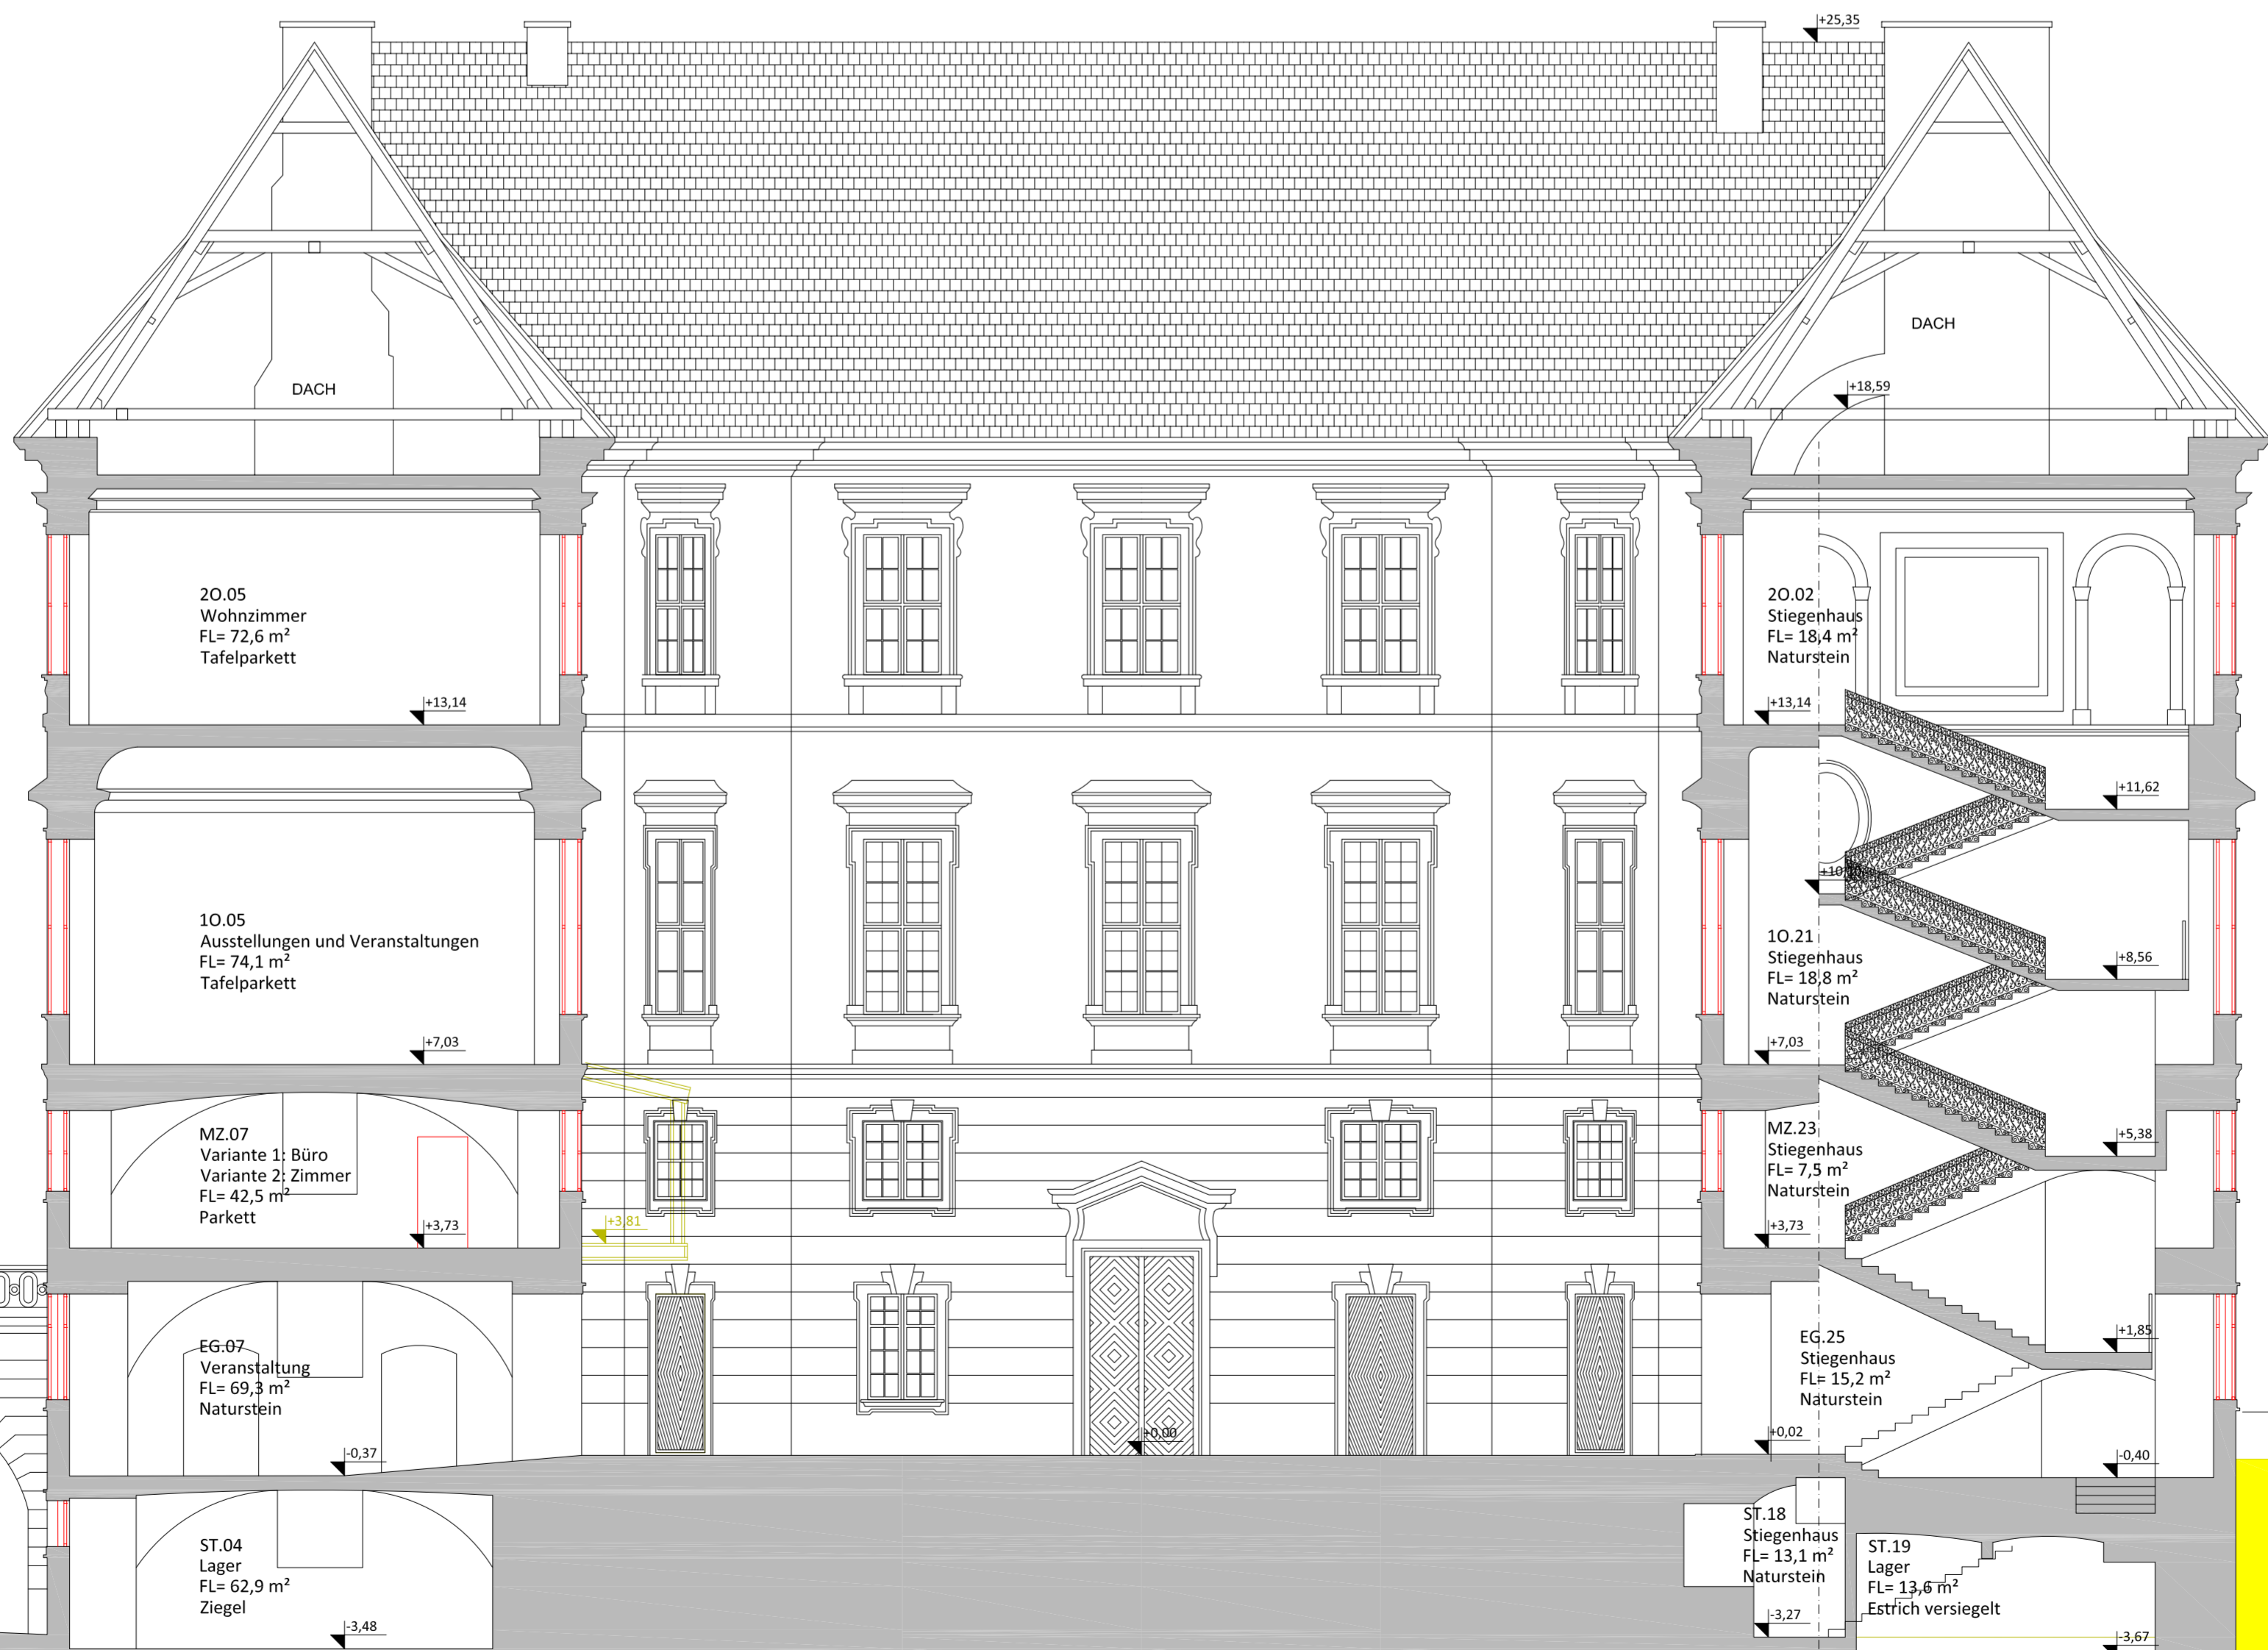 +25,35
DACH
DACH
+18,59
2O.05
Wohnzimmer
FL= 72,6 m²
Tafelparkett
+13,14
2O.02
Stiegenhaus
FL= 18,4 m²
Naturstein
+13,14
+11,62
1O.05
Ausstellungen und Veranstaltungen
FL= 74,1 m²
Tafelparkett
+7,03
1O.21
Stiegenhaus
FL= 18,8 m²
Naturstein
+8,56
+7,03
MZ.07
Variante 1: Büro
Variante 2: Zimmer
FL= 42,5 m²
Parkett
+3,73
+3,81
MZ.23
Stiegenhaus
FL= 7,5 m²
Naturstein
+5,38
+3,73
EG.07
Veranstaltung
FL= 69,3 m²
Naturstein
-0,37
+0,00
EG.25
Stiegenhaus
FL= 15,2 m²
Naturstein
+1,85
+0,02
-0,40
ST.04
Lager
FL= 62,9 m²
Ziegel
-3,48
ST.18
Stiegenhaus
FL= 13,1 m²
Naturstein
-3,27
ST.19
Lager
FL= 13,6 m²
Estrich versiegelt
-3,67